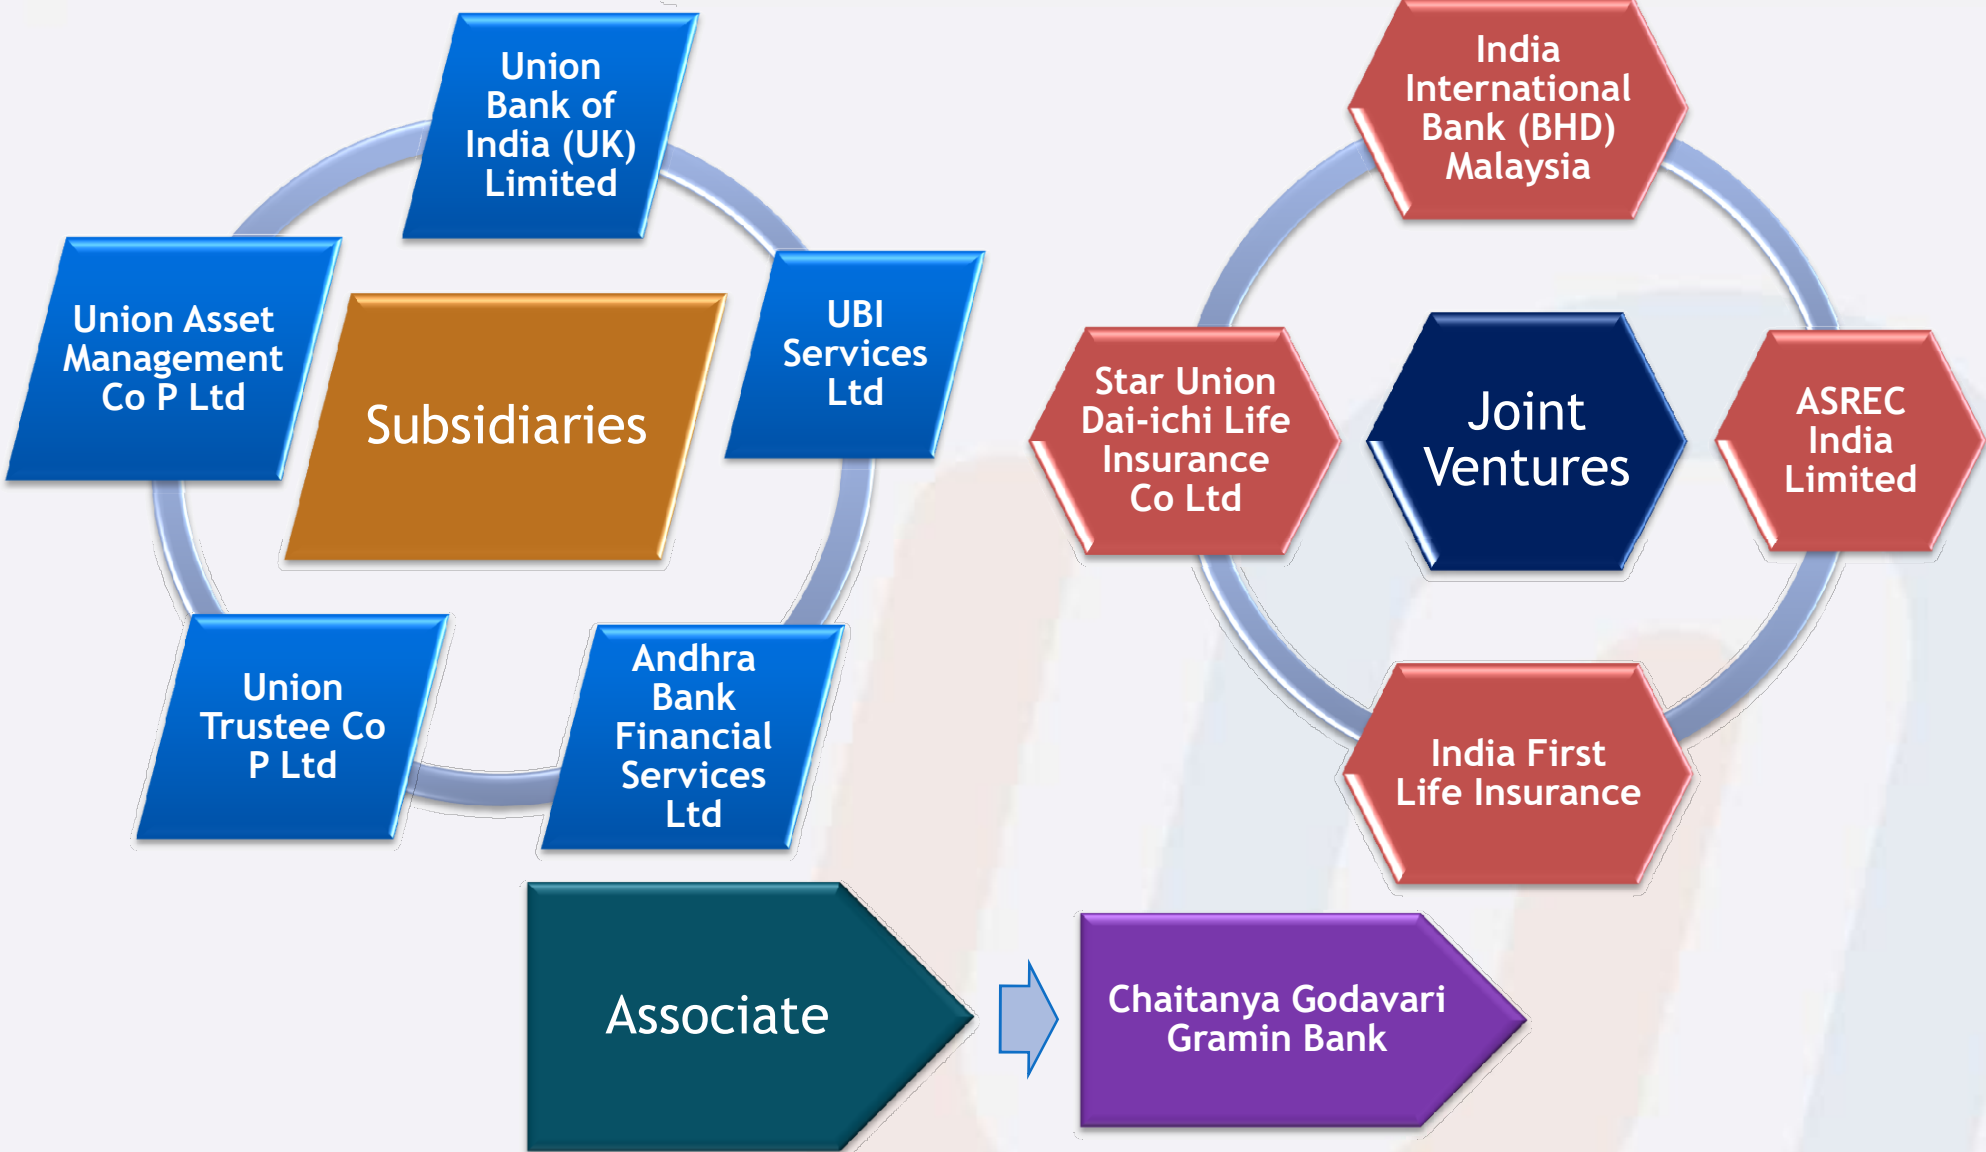 Union
Bank of
India (UK)
Limited
UBI
Services
Ltd
Andhra
Bank
Financial
Services
Ltd
Union
Trustee Co
P Ltd
Union Asset
Management
Co P Ltd
Subsidiaries
India
International
Bank (BHD)
Malaysia
ASREC
India
Limited
India First
Life Insurance
Star Union
Dai-ichi Life
Insurance
Co Ltd
Joint
Ventures
Associate
Chaitanya Godavari
Gramin Bank